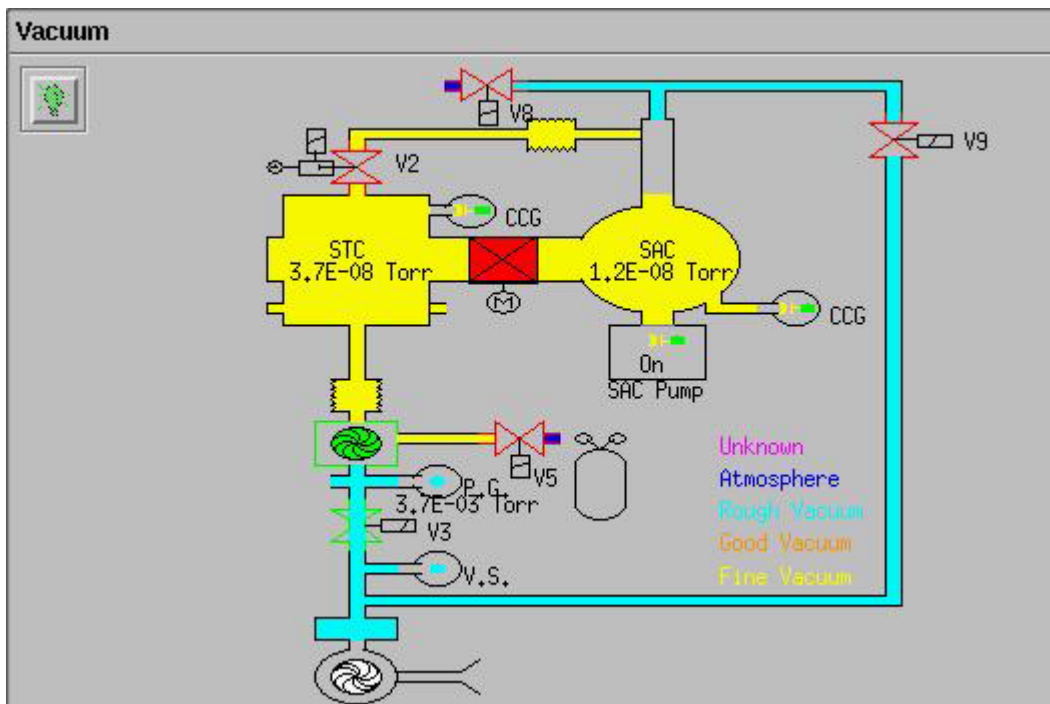 Vacuum
V8
V9
V2
CCG
STC
3.7E-08 Torr
SAC
1.2E-08 Torr
M
CCG
On
SAC Pump
V5
P.G.
3.7E-03 Torr
V3
V.S.
Unknown
Atmosphere
Rough Vacuum
Good Vacuum
Fine Vacuum